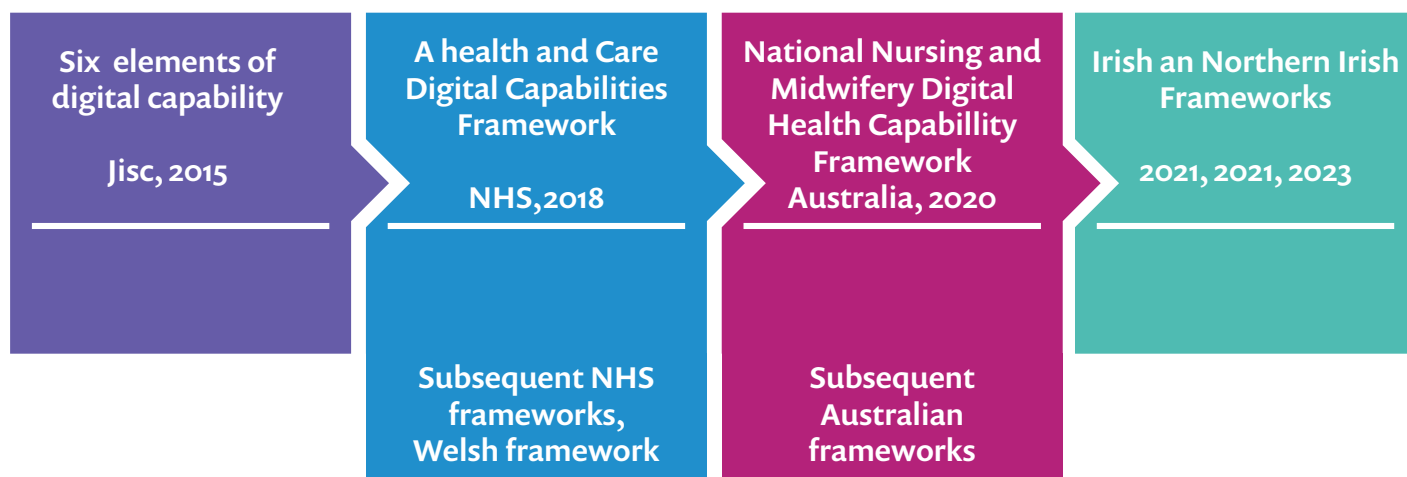 Six elements of
digital capability
Jisc, 2015
A health and Care
Digital Capabilities
Framework
NHS,2018
Subsequent NHS
frameworks,
Welsh framework
National Nursing and
Midwifery Digital
Health Capabillity
Framework
Australia, 2020
Subsequent
Australian
frameworks
Irish an Northern Irish
Frameworks
2021, 2021, 2023